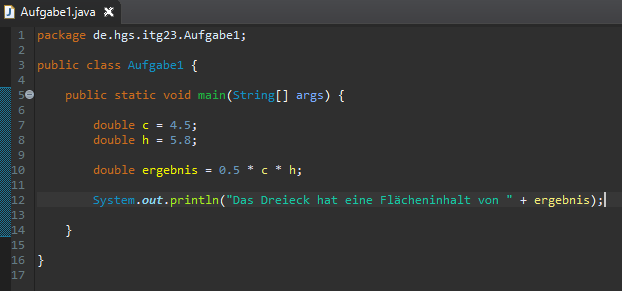 Aufgabe1.java
1 package de.hgs.itg23.Aufgabe1;
2
3 public class Aufgabe1 {
4
5 public static void main(String[] args) {
6
7 double c = 4.5;
8 double h = 5.8;
9
10 double ergebnis = 0.5 * c * h;
11
12 System.out.println("Das Dreieck hat eine Flächeninhalt von " + ergebnis);
13
14 }
15
16 }
17